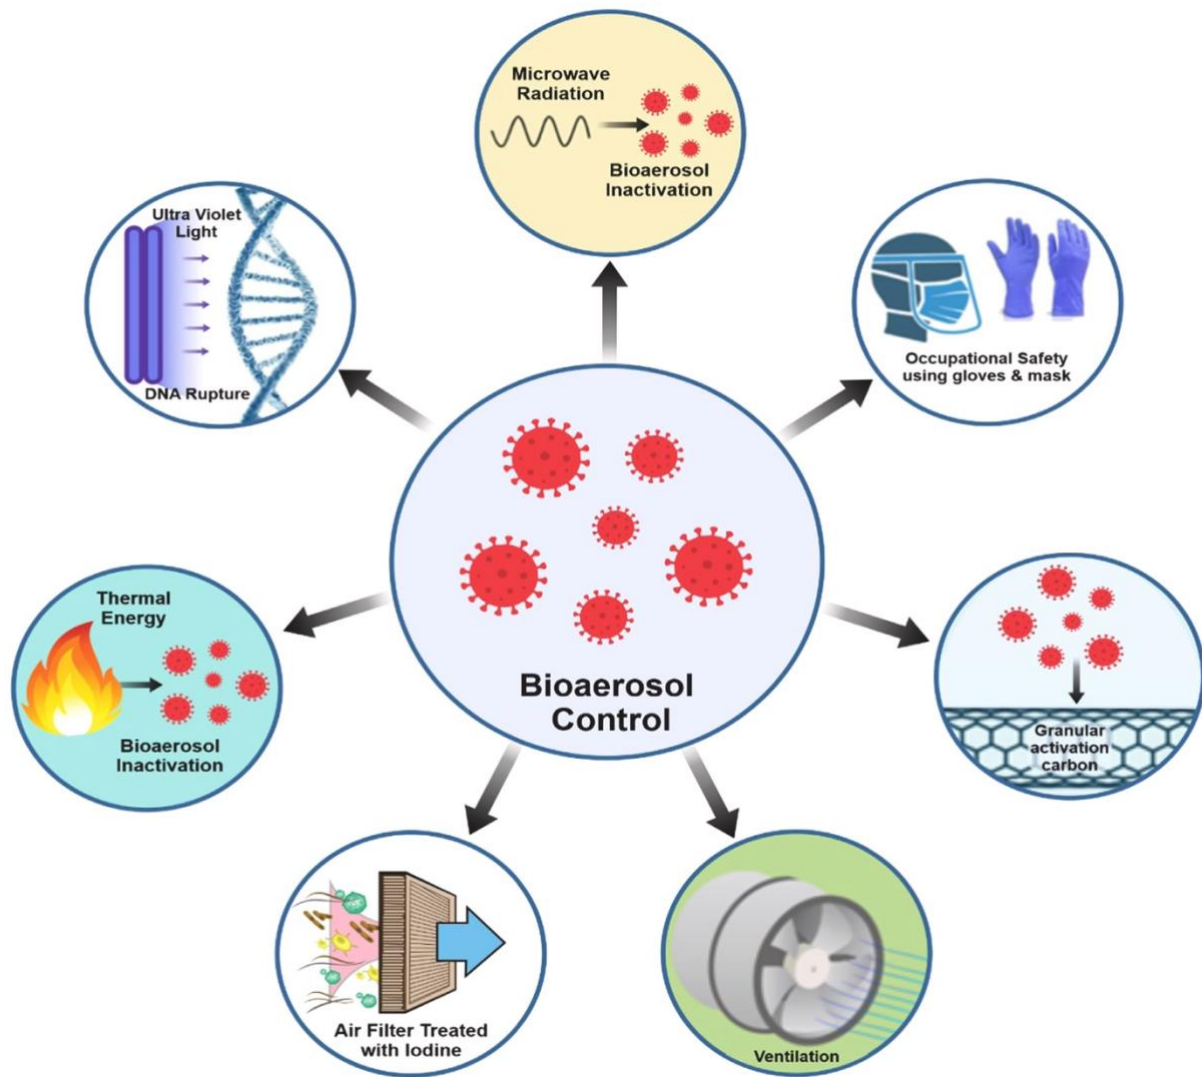 Microwave
Radiation
Bioaerosol
Inactivation
Ultra Violet
Light
DNA Rupture
Occupational Safety
using gloves & mask
Thermal
Energy
Bioaerosol
Inactivation
Bioaerosol
Control
Granular
activation
carbon
Air Filter Treated
with Iodine
Ventilation